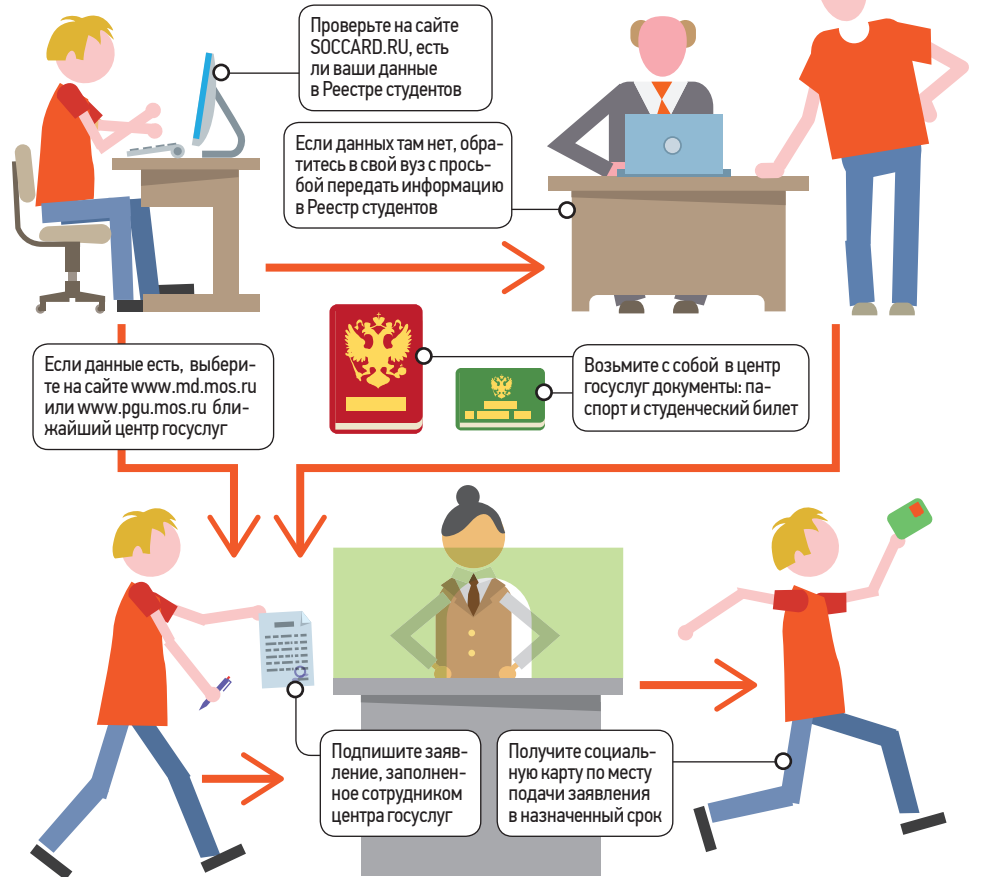 Проверьте на сайте
SOCCARD.RU, есть
ли ваши данные
в Реестре студентов
Если данных там нет, обра-
титесь в свой вуз с прось-
бой передать информацию
в Реестр студентов
Если данные есть, выбери-
те на сайте www.md.mos.ru
или www.pgu.mos.ru бли-
жайший центр госуслуг
Возьмите с собой в центр
госуслуг документы: па-
спорт и студенческий билет
Подпишите заяв-
ление, заполнен-
ное сотрудником
центра госуслуг
Получите социаль-
ную карту по месту
подачи заявления
в назначенный срок